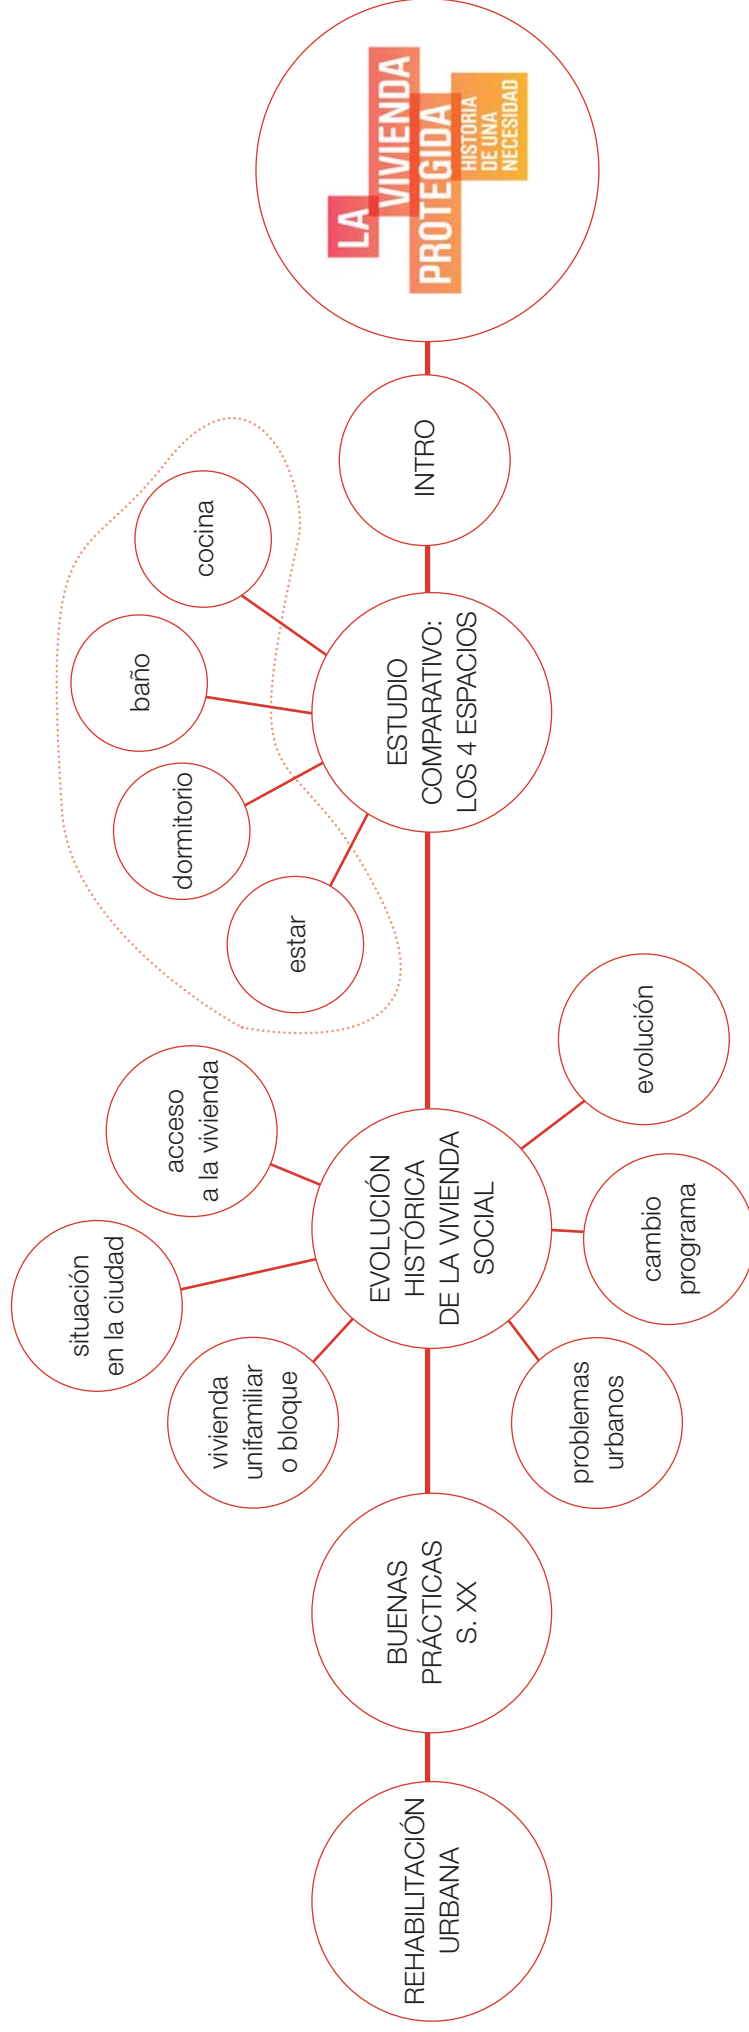 LA
VIVIENDA
PROTEGIDA
HISTORIA
DE UNA
NECESIDAD
INTRO
ESTUDIO
COMPARATIVO:
LOS 4 ESPACIOS
cocina
baño
dormitorio
estar
EVOLUCIÓN
HISTÓRICA
DE LA VIVIENDA
SOCIAL
acceso
a la vivienda
situación
en la ciudad
vivienda
unifamiliar
o bloque
evolución
cambio
programa
problemas
urbanos
BUENAS
PRÁCTICAS
S. XX
REHABILITACIÓN
URBANA